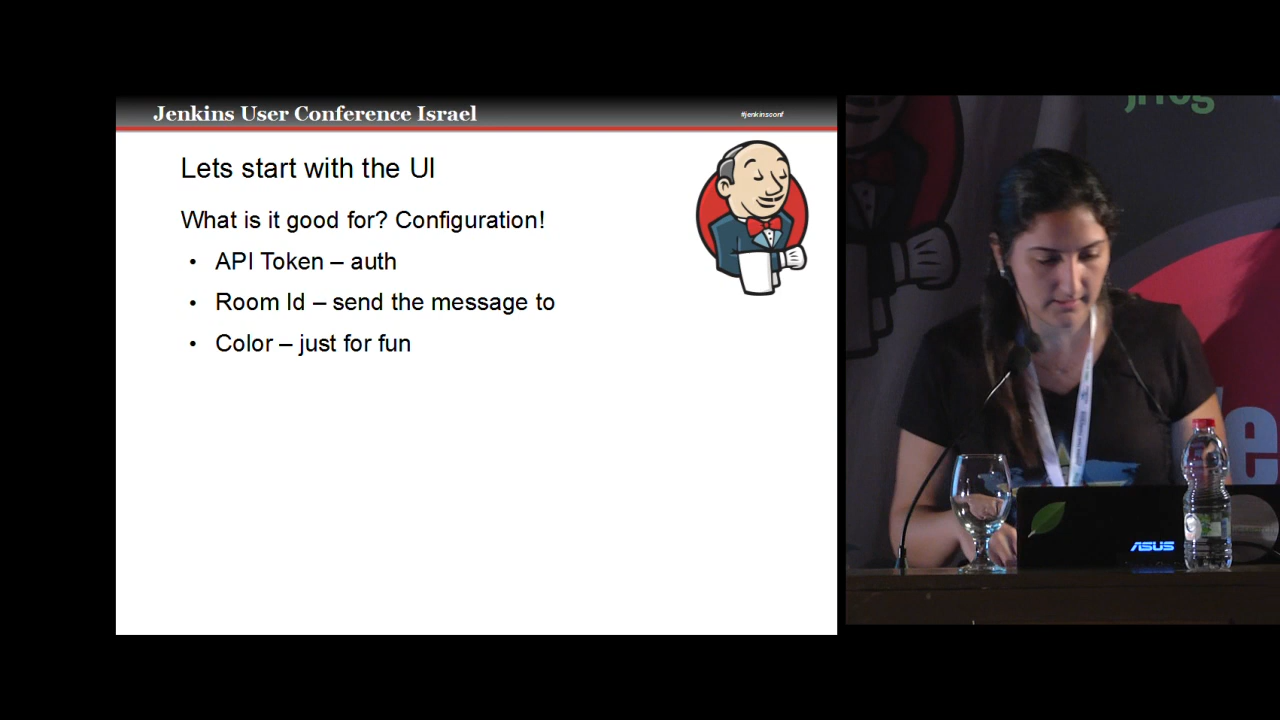 Jenkins User Conference Israel
#jenkinsconf
Lets start with the UI
What is it good for? Configuration!
• API Token – auth
• Room Id – send the message to
• Color – just for fun
jfrog
ASUS